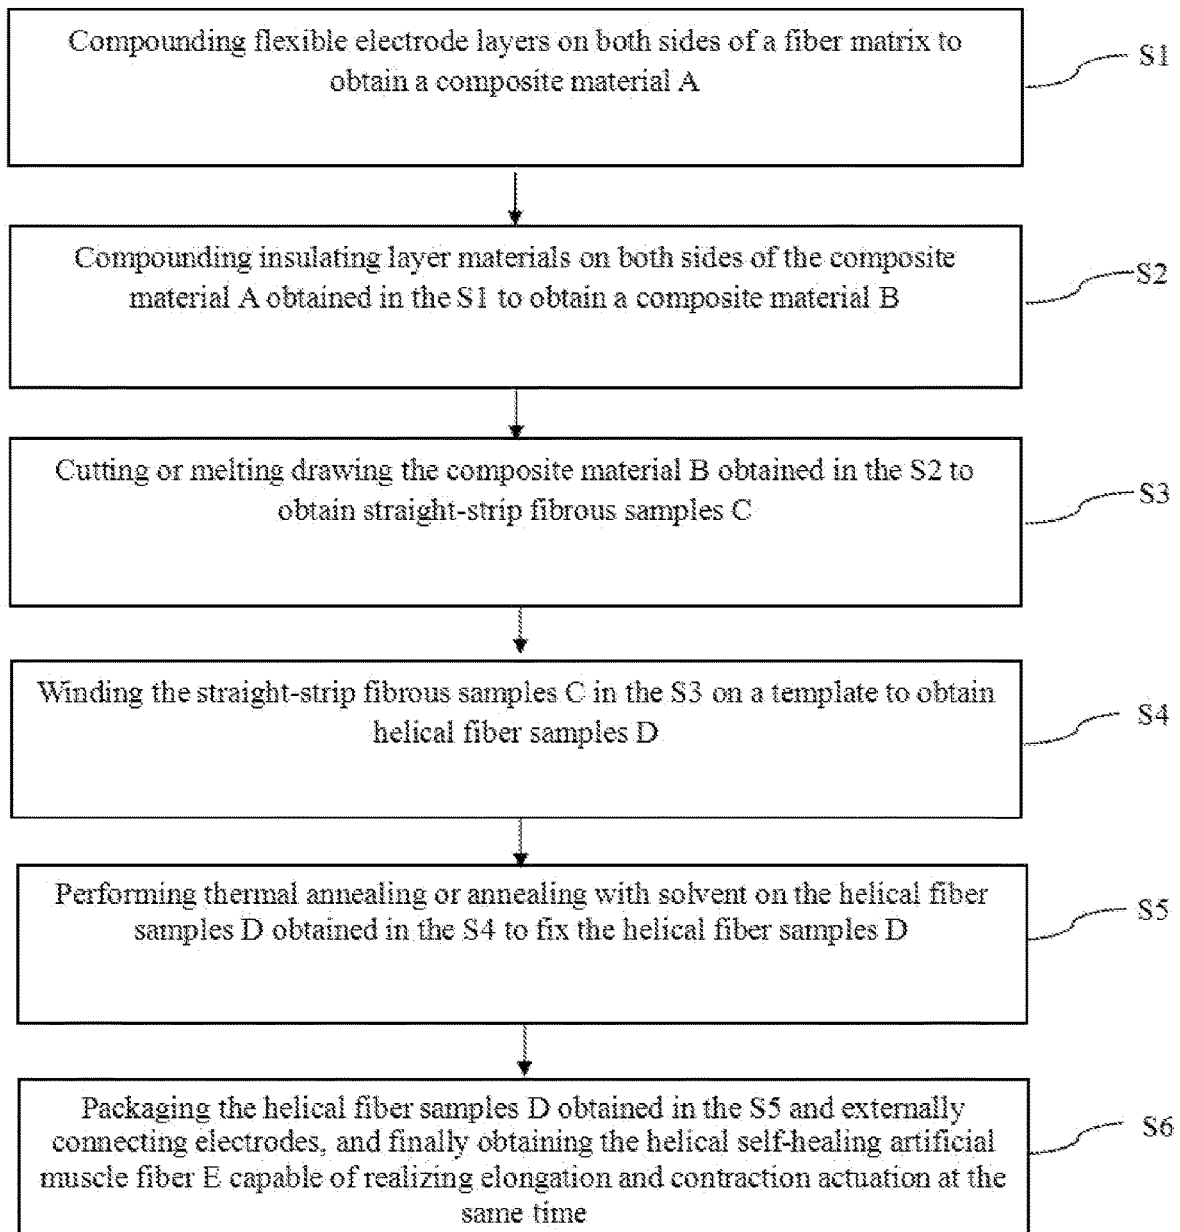 Compounding flexible electrode layers on both sides of a fiber matrix to
obtain a composite material A
S1
Compounding insulating layer materials on both sides of the composite
material A obtained in the S1 to obtain a composite material B
S2
Cutting or melting drawing the composite material B obtained in the S2 to
obtain straight-strip fibrous samples C
S3
Winding the straight-strip fibrous samples C in the S3 on a template to obtain
helical fiber samples D
S4
Performing thermal annealing or annealing with solvent on the helical fiber
samples D obtained in the S4 to fix the helical fiber samples D
S5
Packaging the helical fiber samples D obtained in the S5 and externally
connecting electrodes, and finally obtaining the helical self-healing artificial
muscle fiber E capable of realizing elongation and contraction actuation at the
same time
S6